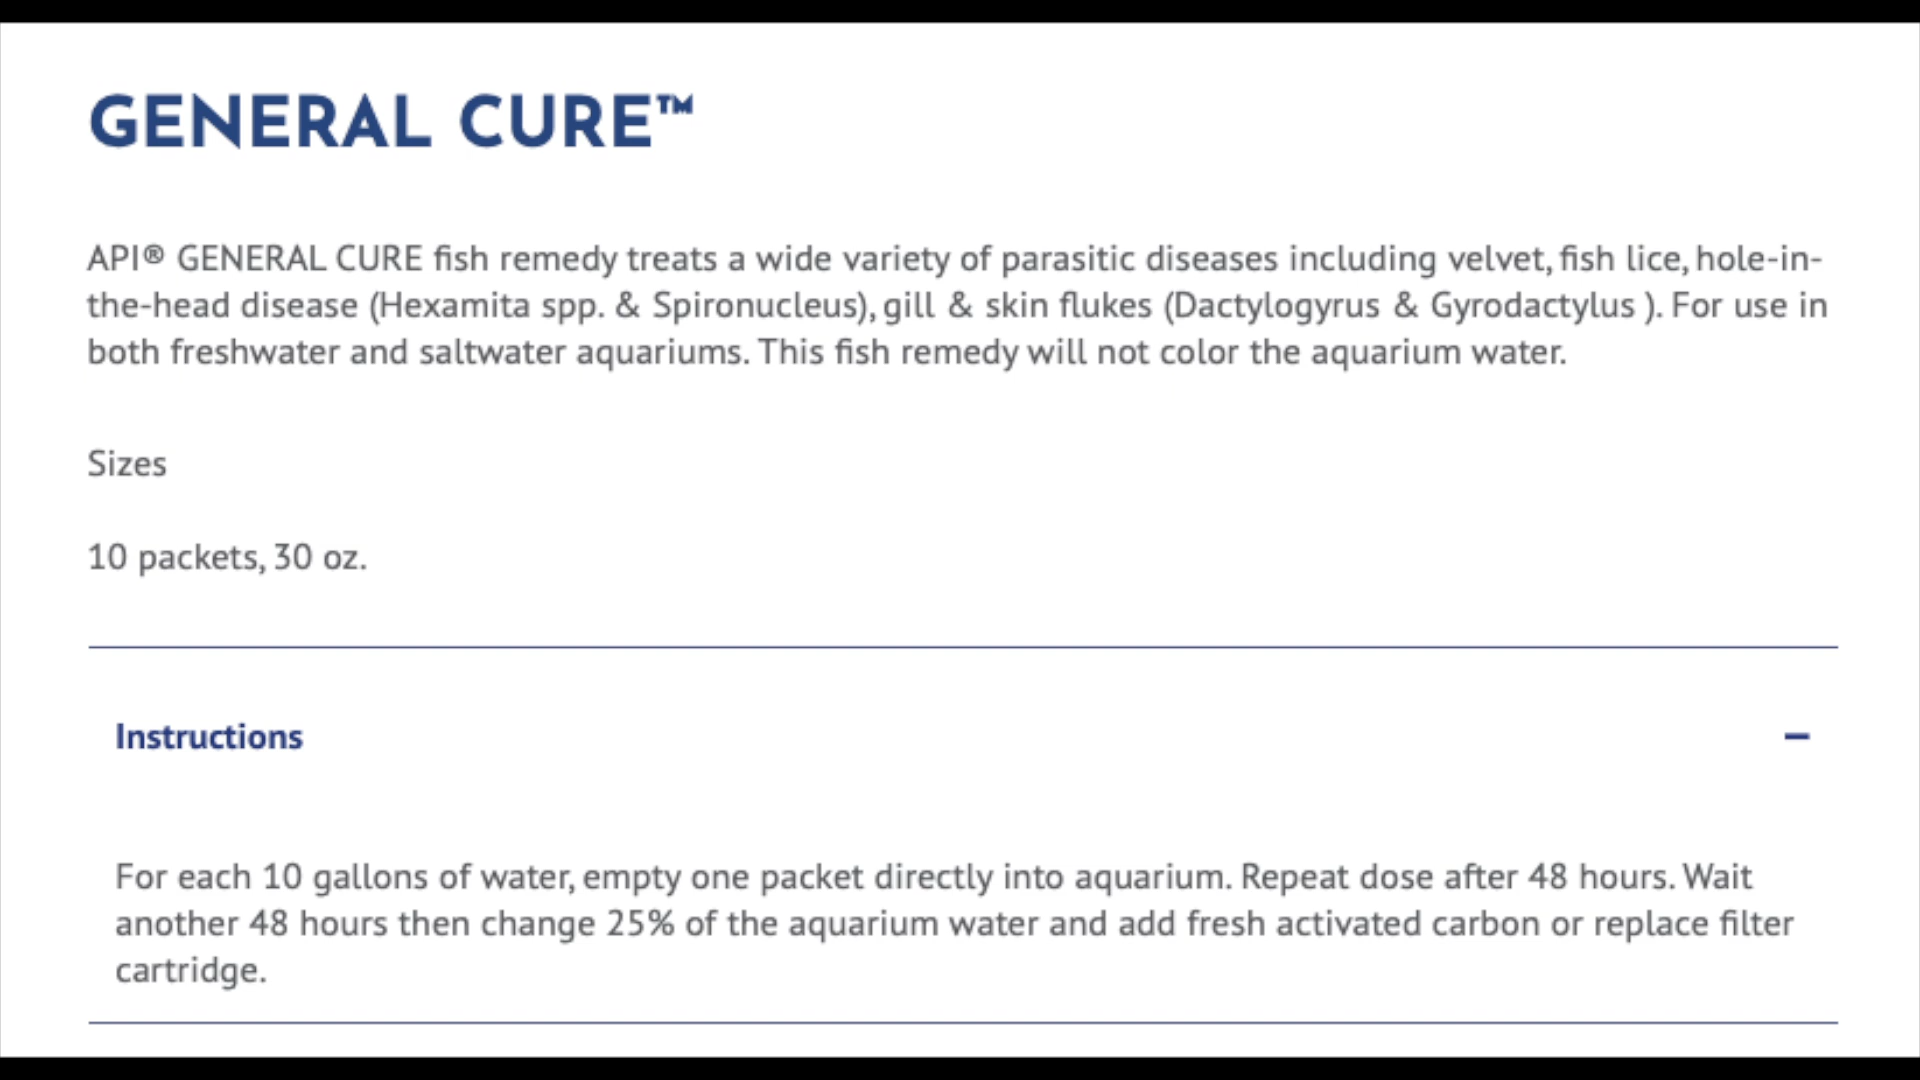 GENERAL CURE™
API® GENERAL CURE fish remedy treats a wide variety of parasitic diseases including velvet, fish lice, hole-in-
the-head disease (Hexamita spp. & Spironucleus), gill & skin flukes (Dactylogyrus & Gyrodactylus ). For use in
both freshwater and saltwater aquariums. This fish remedy will not color the aquarium water.
Sizes
10 packets, 30 oz.
Instructions
For each 10 gallons of water, empty one packet directly into aquarium. Repeat dose after 48 hours. Wait
another 48 hours then change 25% of the aquarium water and add fresh activated carbon or replace filter
cartridge.